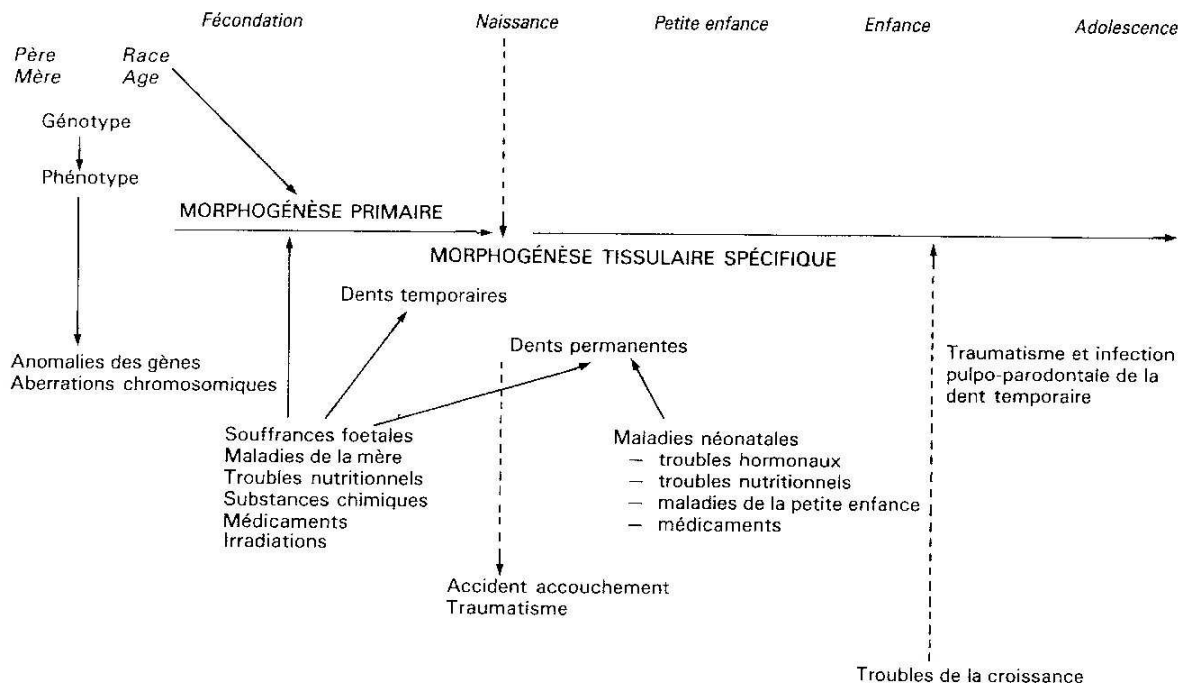 Fécondation Naissance Petite enfance Enfance Adolescence
Père Race
Mère Age
Génotype
Phénotype
MORPHOGÉNÈSE PRIMAIRE
MORPHOGÉNÈSE TISSULAIRE SPÉCIFIQUE
Dents temporaires
Dents permanentes
Anomalies des gènes
Aberrations chromosomiques
Traumatisme et infection
pulpo-parodontale de la
dent temporaire
Souffrances foetales
Maladies de la mère
Troubles nutritionnels
Substances chimiques
Médicaments
Irradiations
Maladies néonatales
— troubles hormonaux
— troubles nutritionnels
— maladies de la petite enfance
— médicaments
Accident accouchement
Traumatisme
Troubles de la croissance